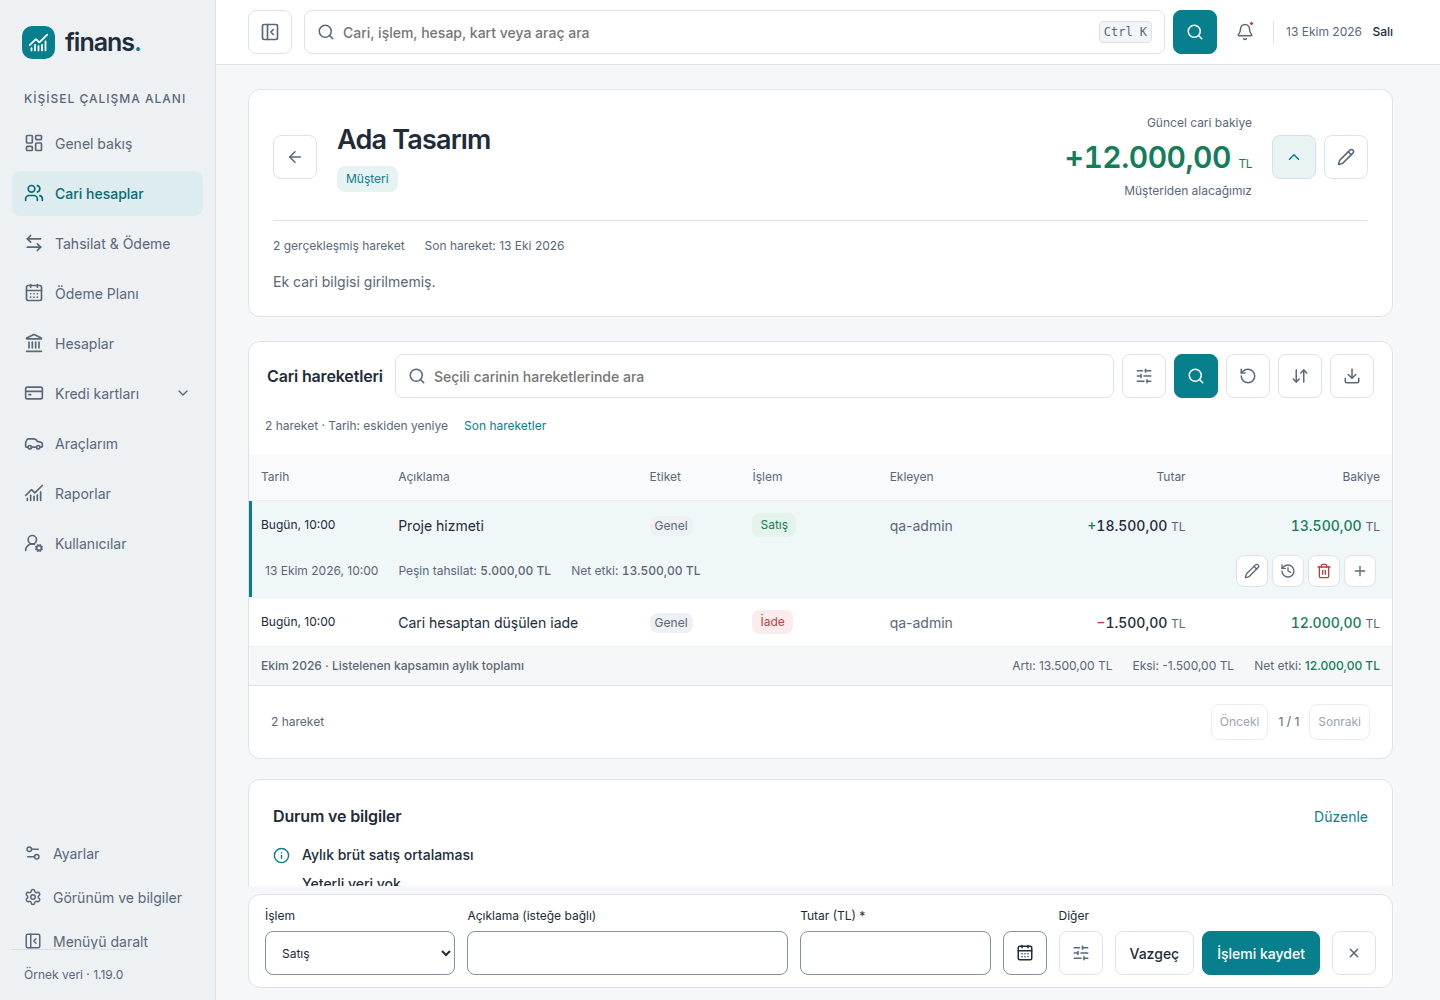 finans.
KİŞİSEL ÇALIŞMA ALANI
Genel bakış
Cari hesaplar
Tahsilat & Ödeme
Ödeme Planı
Hesaplar
Kredi kartları
Araçlarım
Raporlar
Kullanıcılar
Ayarlar
Görünüm ve bilgiler
Menüyü daralt
Örnek veri · 1.19.0
Cari, işlem, hesap, kart veya araç ara
Ctrl K
13 Ekim 2026 Salı
Ada Tasarım
Müşteri
Güncel cari bakiye
+12.000,00 TL
Müşteriden alacağımız
2 gerçekleşmiş hareket Son hareket: 13 Eki 2026
Ek cari bilgisi girilmemiş.
Cari hareketleri
Seçili carinin hareketlerinde ara
2 hareket · Tarih: eskiden yeniye Son hareketler
Tarih Açıklama Etiket İşlem Ekleyen Tutar Bakiye
Bugün, 10:00 Proje hizmeti Genel Satış qa-admin +18.500,00 TL 13.500,00 TL
13 Ekim 2026, 10:00 Peşin tahsilat: 5.000,00 TL Net etki: 13.500,00 TL
Bugün, 10:00 Cari hesaptan düşülen iade Genel İade qa-admin −1.500,00 TL 12.000,00 TL
Ekim 2026 · Listelenen kapsamın aylık toplamı Artı: 13.500,00 TL Eksi: -1.500,00 TL Net etki: 12.000,00 TL
2 hareket Önceki 1 / 1 Sonraki
Durum ve bilgiler Düzenle
Aylık brüt satış ortalaması
Yeterli veri yok
İşlem Açıklama (isteğe bağlı) Tutar (TL) * Diğer
Satış Vazgeç İşlemi kaydet